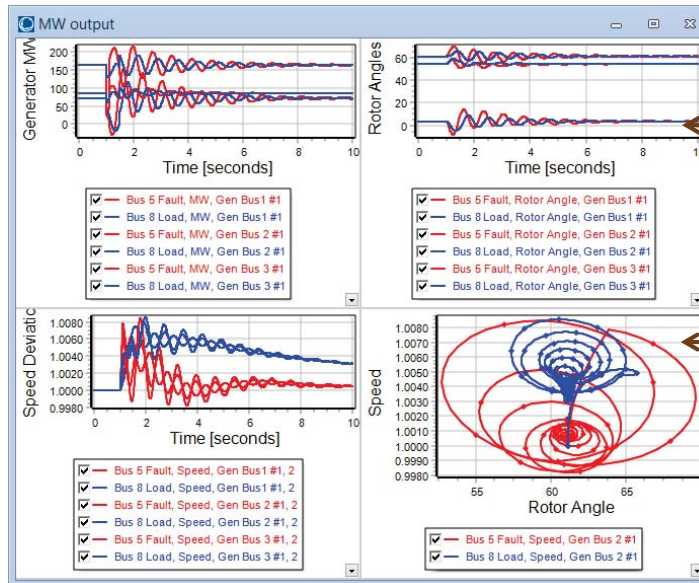 MW output
Generator MW
200
150
100
50
0
0 2 4 6 8 10
Time [seconds]
Bus 5 Fault, MW, Gen Bus1 #1
Bus 8 Load, MW, Gen Bus1 #1
Bus 5 Fault, MW, Gen Bus 2 #1
Bus 8 Load, MW, Gen Bus 2 #1
Bus 5 Fault, MW, Gen Bus 3 #1
Bus 8 Load, MW, Gen Bus 3 #1
Rotor Angles
60
40
20
0
0 2 4 6 8 10
Time [seconds]
Bus 5 Fault, Rotor Angle, Gen Bus1 #1
Bus 8 Load, Rotor Angle, Gen Bus1 #1
Bus 5 Fault, Rotor Angle, Gen Bus 2 #1
Bus 8 Load, Rotor Angle, Gen Bus 2 #1
Bus 5 Fault, Rotor Angle, Gen Bus 3 #1
Bus 8 Load, Rotor Angle, Gen Bus 3 #1
Speed Deviatic
1.0080
1.0060
1.0040
1.0020
1.0000
0.9980
0 2 4 6 8 10
Time [seconds]
Bus 5 Fault, Speed, Gen Bus1 #1, 2
Bus 8 Load, Speed, Gen Bus1 #1, 2
Bus 5 Fault, Speed, Gen Bus 2 #1, 2
Bus 8 Load, Speed, Gen Bus 2 #1, 2
Bus 5 Fault, Speed, Gen Bus 3 #1, 2
Bus 8 Load, Speed, Gen Bus 3 #1, 2
Speed
1.0080
1.0070
1.0060
1.0050
1.0040
1.0030
1.0020
1.0010
1.0000
0.9990
0.9980
55 60 65
Rotor Angle
Bus 5 Fault, Speed, Gen Bus 2 #1
Bus 8 Load, Speed, Gen Bus 2 #1